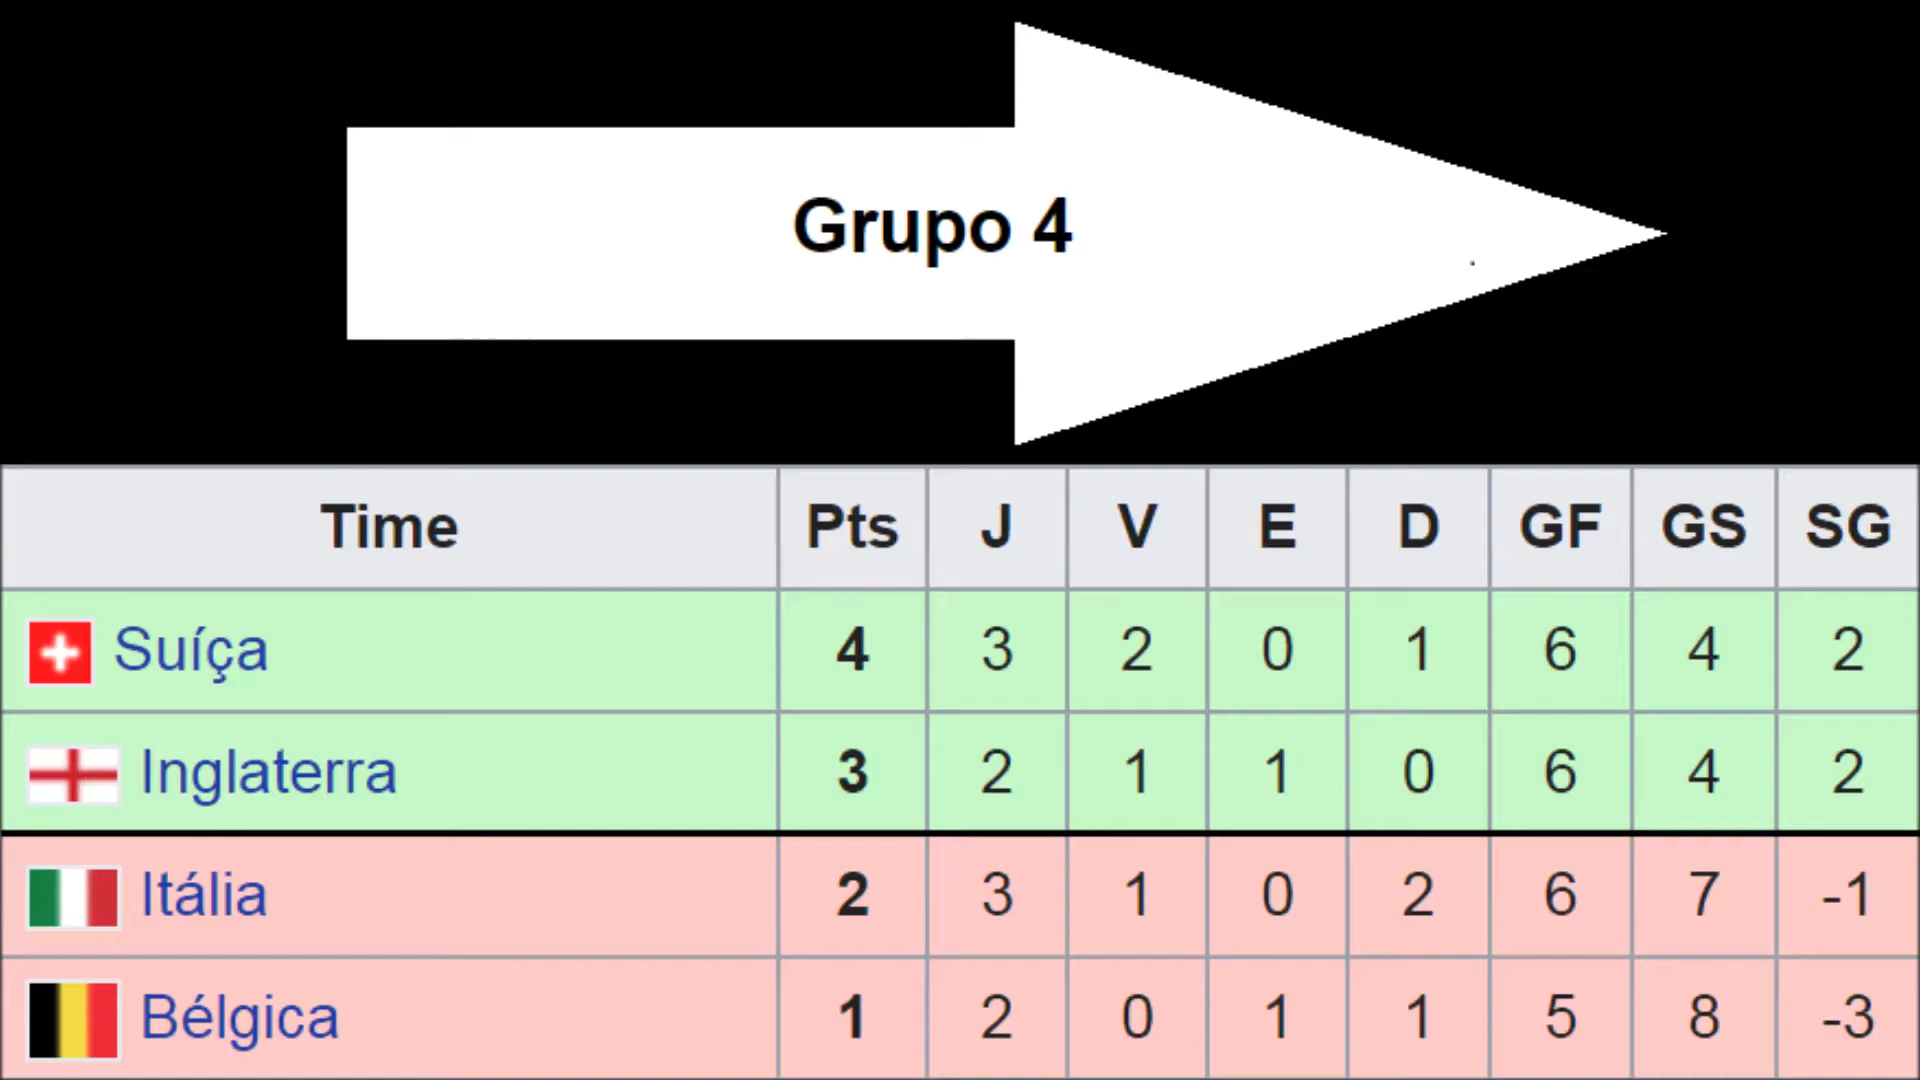 Grupo 4
Time Pts J V E D GF GS SG
Suíça 4 3 2 0 1 6 4 2
Inglaterra 3 2 1 1 0 6 4 2
Itália 2 3 1 0 2 6 7 -1
Bélgica 1 2 0 1 1 5 8 -3